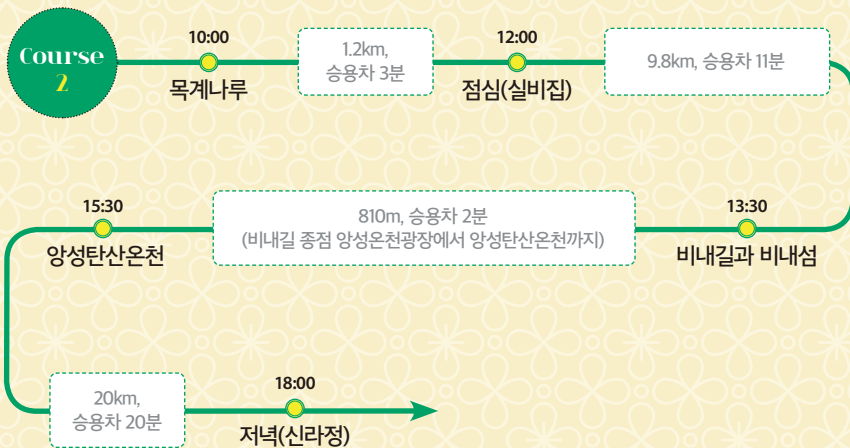 Course
2
10:00
목계나루
1.2km,
승용차 3분
12:00
점심(실비집)
9.8km, 승용차 11분
13:30
비내길과 비내섬
810m, 승용차 2분
(비내길 종점 앙성온천광장에서 앙성탄산온천까지)
15:30
앙성탄산온천
20km,
승용차 20분
18:00
저녁(신라정)